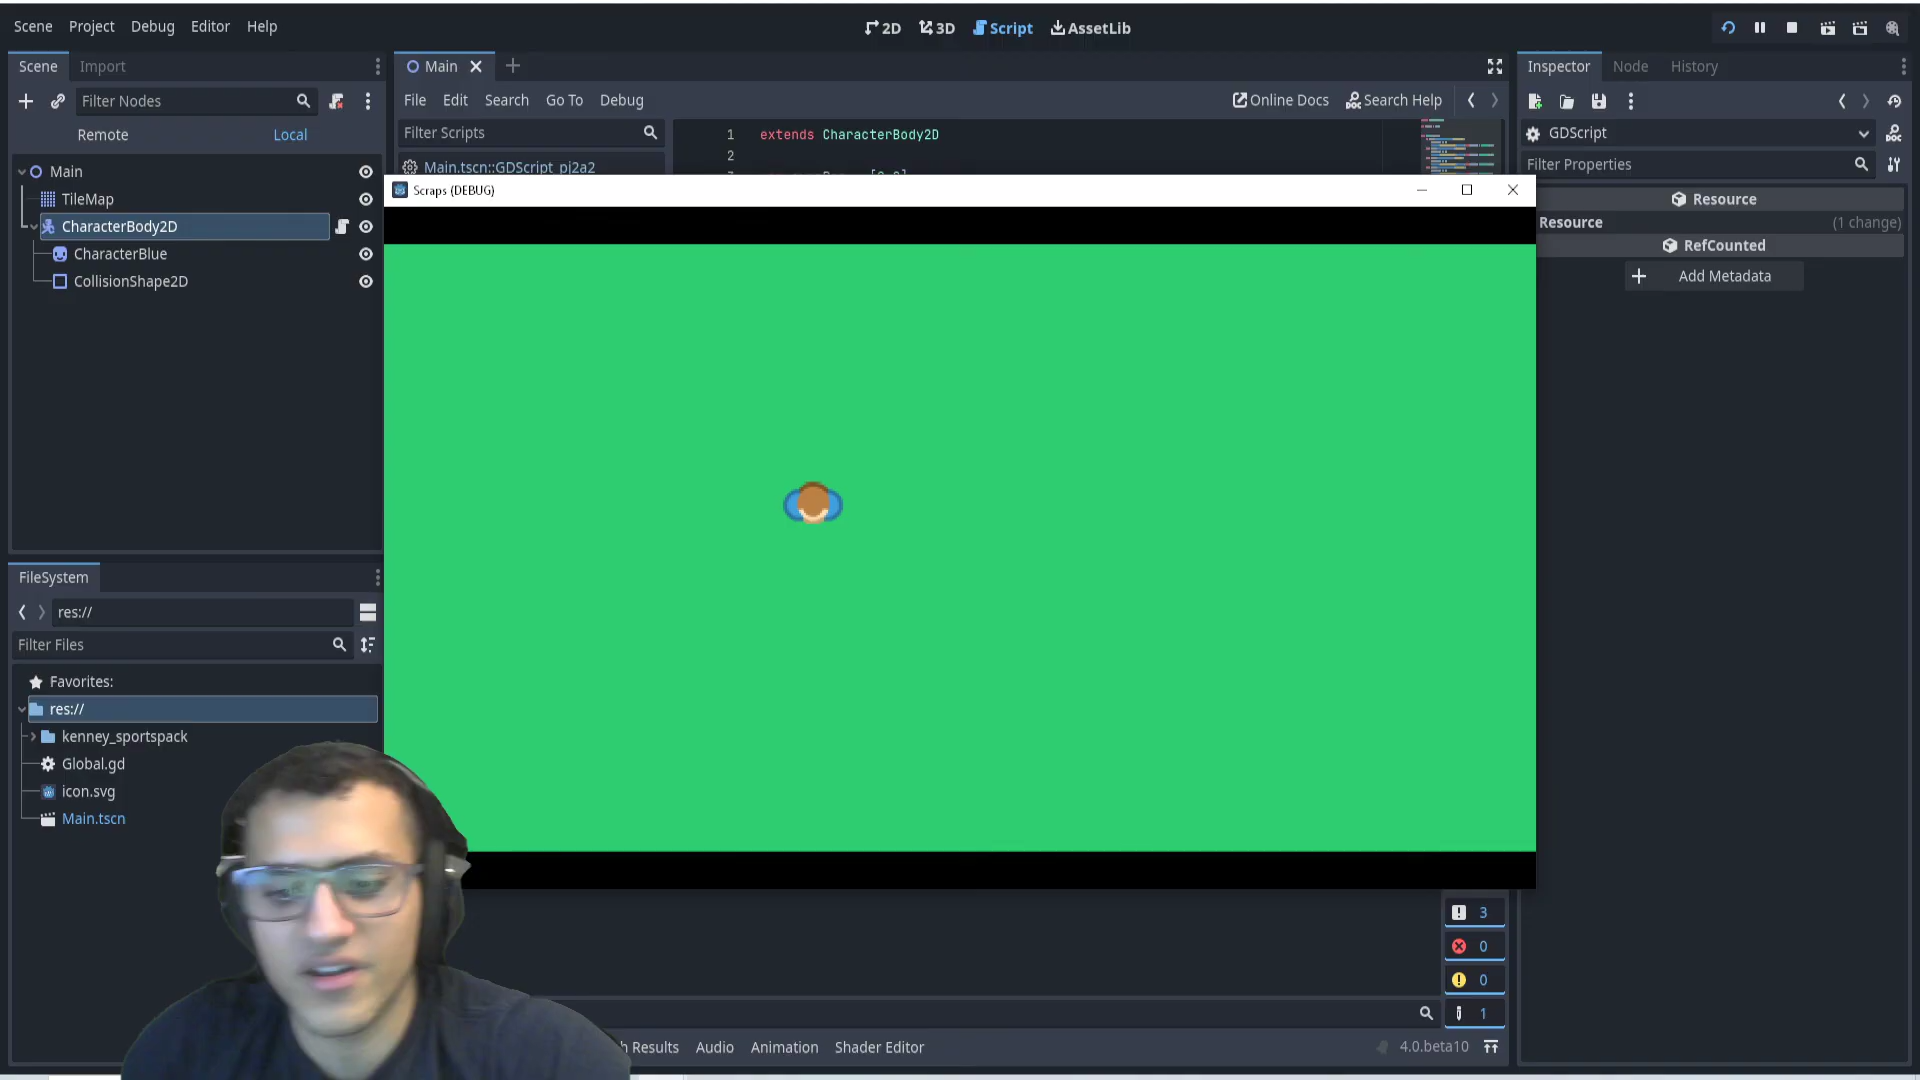 Scene Project Debug Editor Help
2D 3D Script AssetLib
Scene Import
Main
Inspector Node History
Filter Nodes
File Edit Search Go To Debug
Online Docs Search Help
Remote Local
Filter Scripts
1 extends CharacterBody2D
2
GDScript
Main.tscn::GDScript_pj2a2
Filter Properties
Main
TileMap
CharacterBody2D
CharacterBlue
CollisionShape2D
Scraps (DEBUG)
Resource
Resource (1 change)
RefCounted
Add Metadata
FileSystem
res://
Filter Files
Favorites:
res://
kenney_sportspack
Global.gd
icon.svg
Main.tscn
3
0
0
1
h Results Audio Animation Shader Editor
4.0.beta10